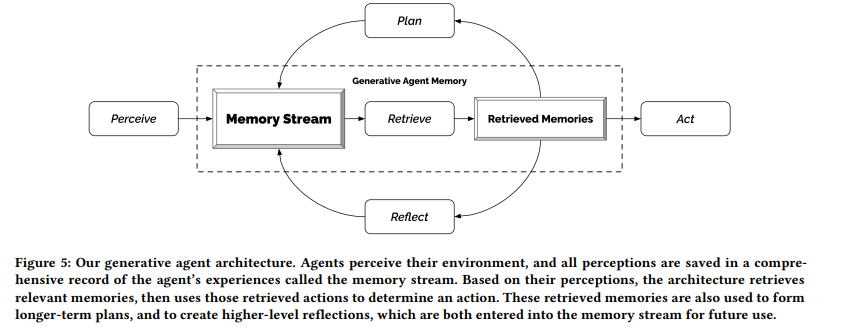 Plan
Generative Agent Memory
Perceive
Memory Stream
Retrieve
Retrieved Memories
Act
Reflect
Figure 5: Our generative agent architecture. Agents perceive their environment, and all perceptions are saved in a compre-
hensive record of the agent's experiences called the memory stream. Based on their perceptions, the architecture retrieves
relevant memories, then uses those retrieved actions to determine an action. These retrieved memories are also used to form
longer-term plans, and to create higher-level reflections, which are both entered into the memory stream for future use.